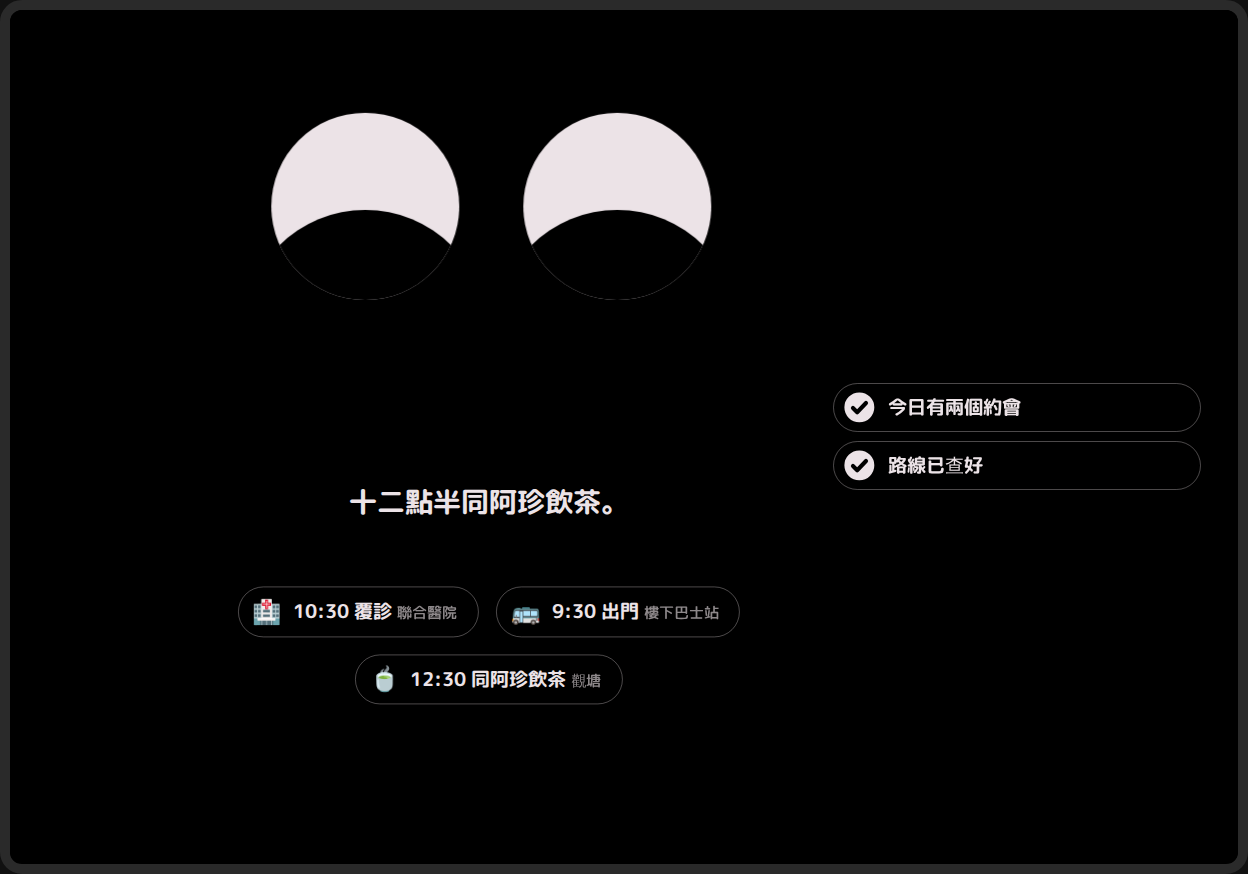 今日有兩個約會
路線已查好
十二點半同阿珍飲茶。
10:30 覆診 聯合醫院
9:30 出門 樓下巴士站
12:30 同阿珍飲茶 觀塘